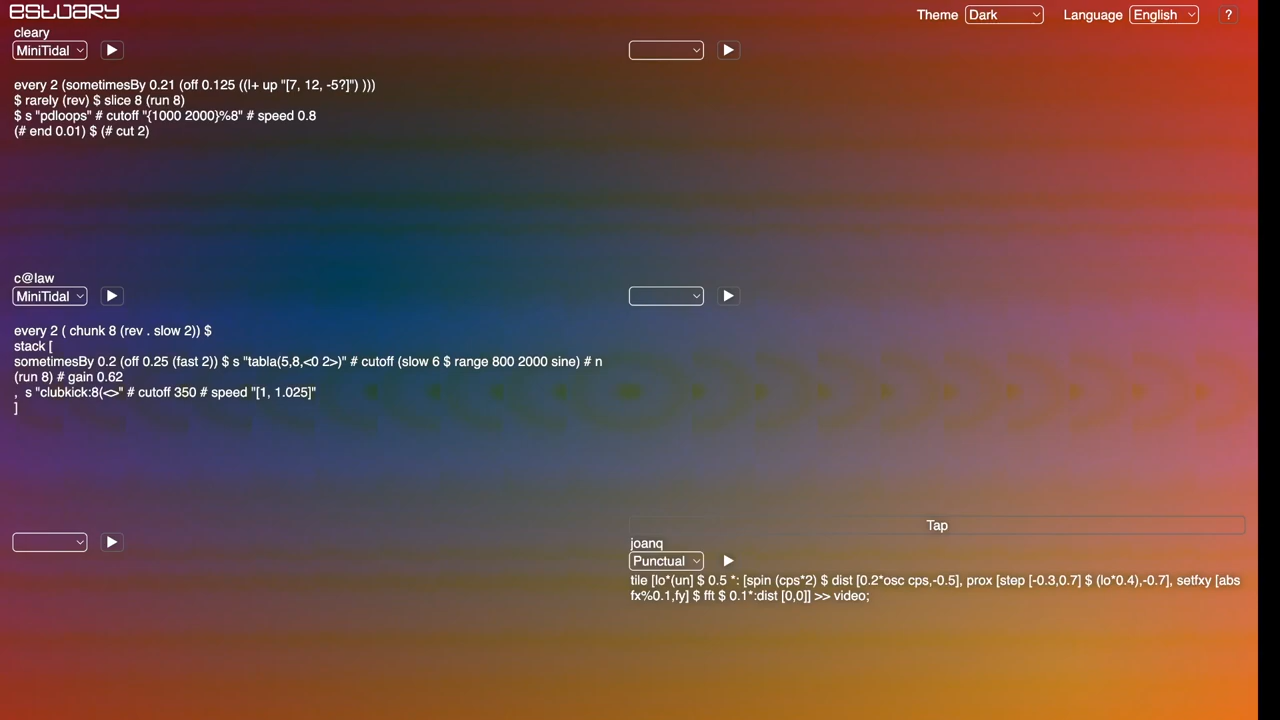 estuary
Theme Dark Language English ?
cleary
MiniTidal
every 2 (sometimesBy 0.21 (off 0.125 ((|+ up "[7, 12, -5?]") )))
$ rarely (rev) $ slice 8 (run 8)
$ s "pdloops" # cutoff "{1000 2000}%8" # speed 0.8
(# end 0.01) $ (# cut 2)
c@law
MiniTidal
every 2 ( chunk 8 (rev . slow 2)) $
stack [
sometimesBy 0.2 (off 0.25 (fast 2)) $ s "tabla(5,8,<0 2>)" # cutoff (slow 6 $ range 800 2000 sine) # n
(run 8) # gain 0.62
,  s "clubkick:8(<>" # cutoff 350 # speed "[1, 1.025]"
]
Tap
joanq
Punctual
tile [lo*(un] $ 0.5 *: [spin (cps*2) $ dist [0.2*osc cps,-0.5], prox [step [-0.3,0.7] $ (lo*0.4),-0.7], setfxy [abs
fx%0.1,fy] $ fft $ 0.1*:dist [0,0]] >> video;